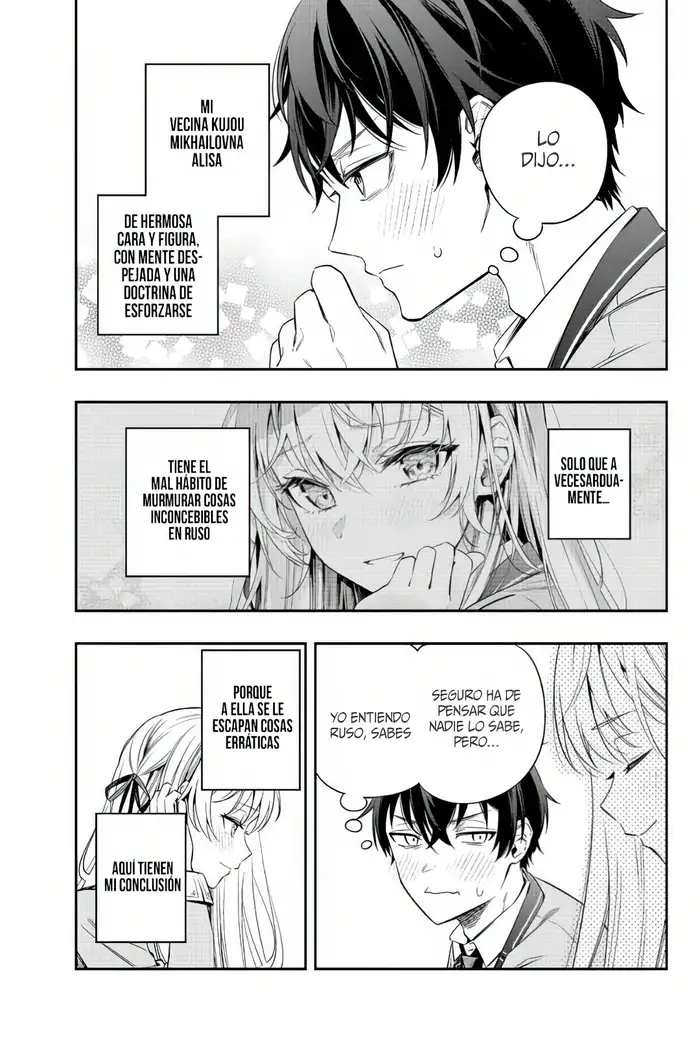 LO
DIJO...
MI
VECINA KUJOU
MIKHAILOVNA
ALISA
DE HERMOSA
CARA Y FIGURA,
CON MENTE DES-
PEJADA Y UNA
DOCTRINA DE
ESFORZARSE
SOLO QUE A
VECESARDUA-
MENTE...
TIENE EL
MAL HÁBITO DE
MURMURAR COSAS
INCONCEBIBLES
EN RUSO
SEGURO HA DE
PENSAR QUE
NADIE LO SABE,
PERO...
YO ENTIENDO
RUSO, SABES
PORQUE
A ELLA SE LE
ESCAPAN COSAS
ERRÁTICAS
AQUÍ TIENEN
MI CONCLUSIÓN